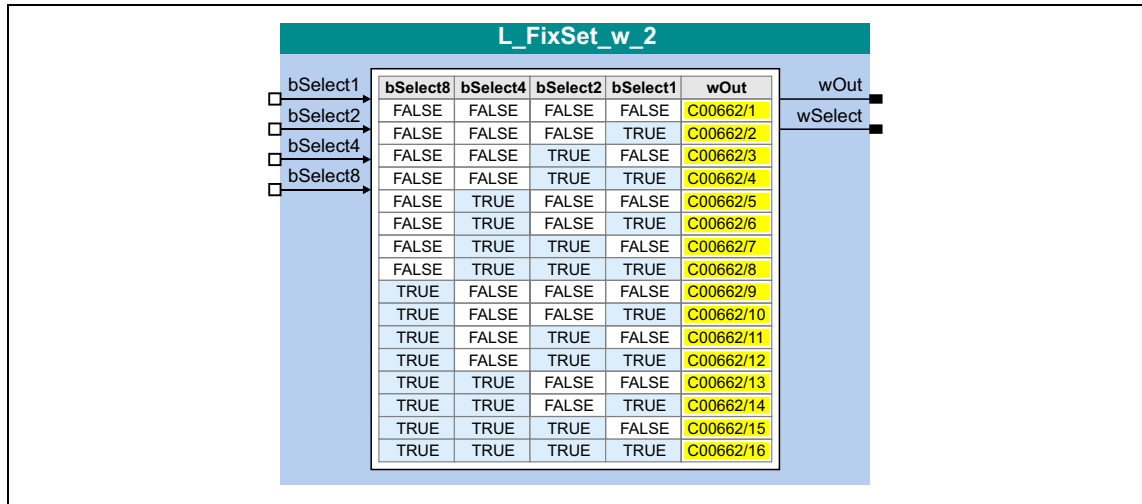 L_FixSet_w_2
bSelect1
bSelect2
bSelect4
bSelect8
bSelect8 bSelect4 bSelect2 bSelect1 wOut
FALSE FALSE FALSE FALSE C00662/1
FALSE FALSE FALSE TRUE C00662/2
FALSE FALSE TRUE FALSE C00662/3
FALSE FALSE TRUE TRUE C00662/4
FALSE TRUE FALSE FALSE C00662/5
FALSE TRUE FALSE TRUE C00662/6
FALSE TRUE TRUE FALSE C00662/7
FALSE TRUE TRUE TRUE C00662/8
TRUE FALSE FALSE FALSE C00662/9
TRUE FALSE FALSE TRUE C00662/10
TRUE FALSE TRUE FALSE C00662/11
TRUE FALSE TRUE TRUE C00662/12
TRUE TRUE FALSE FALSE C00662/13
TRUE TRUE FALSE TRUE C00662/14
TRUE TRUE TRUE FALSE C00662/15
TRUE TRUE TRUE TRUE C00662/16
wOut
wSelect